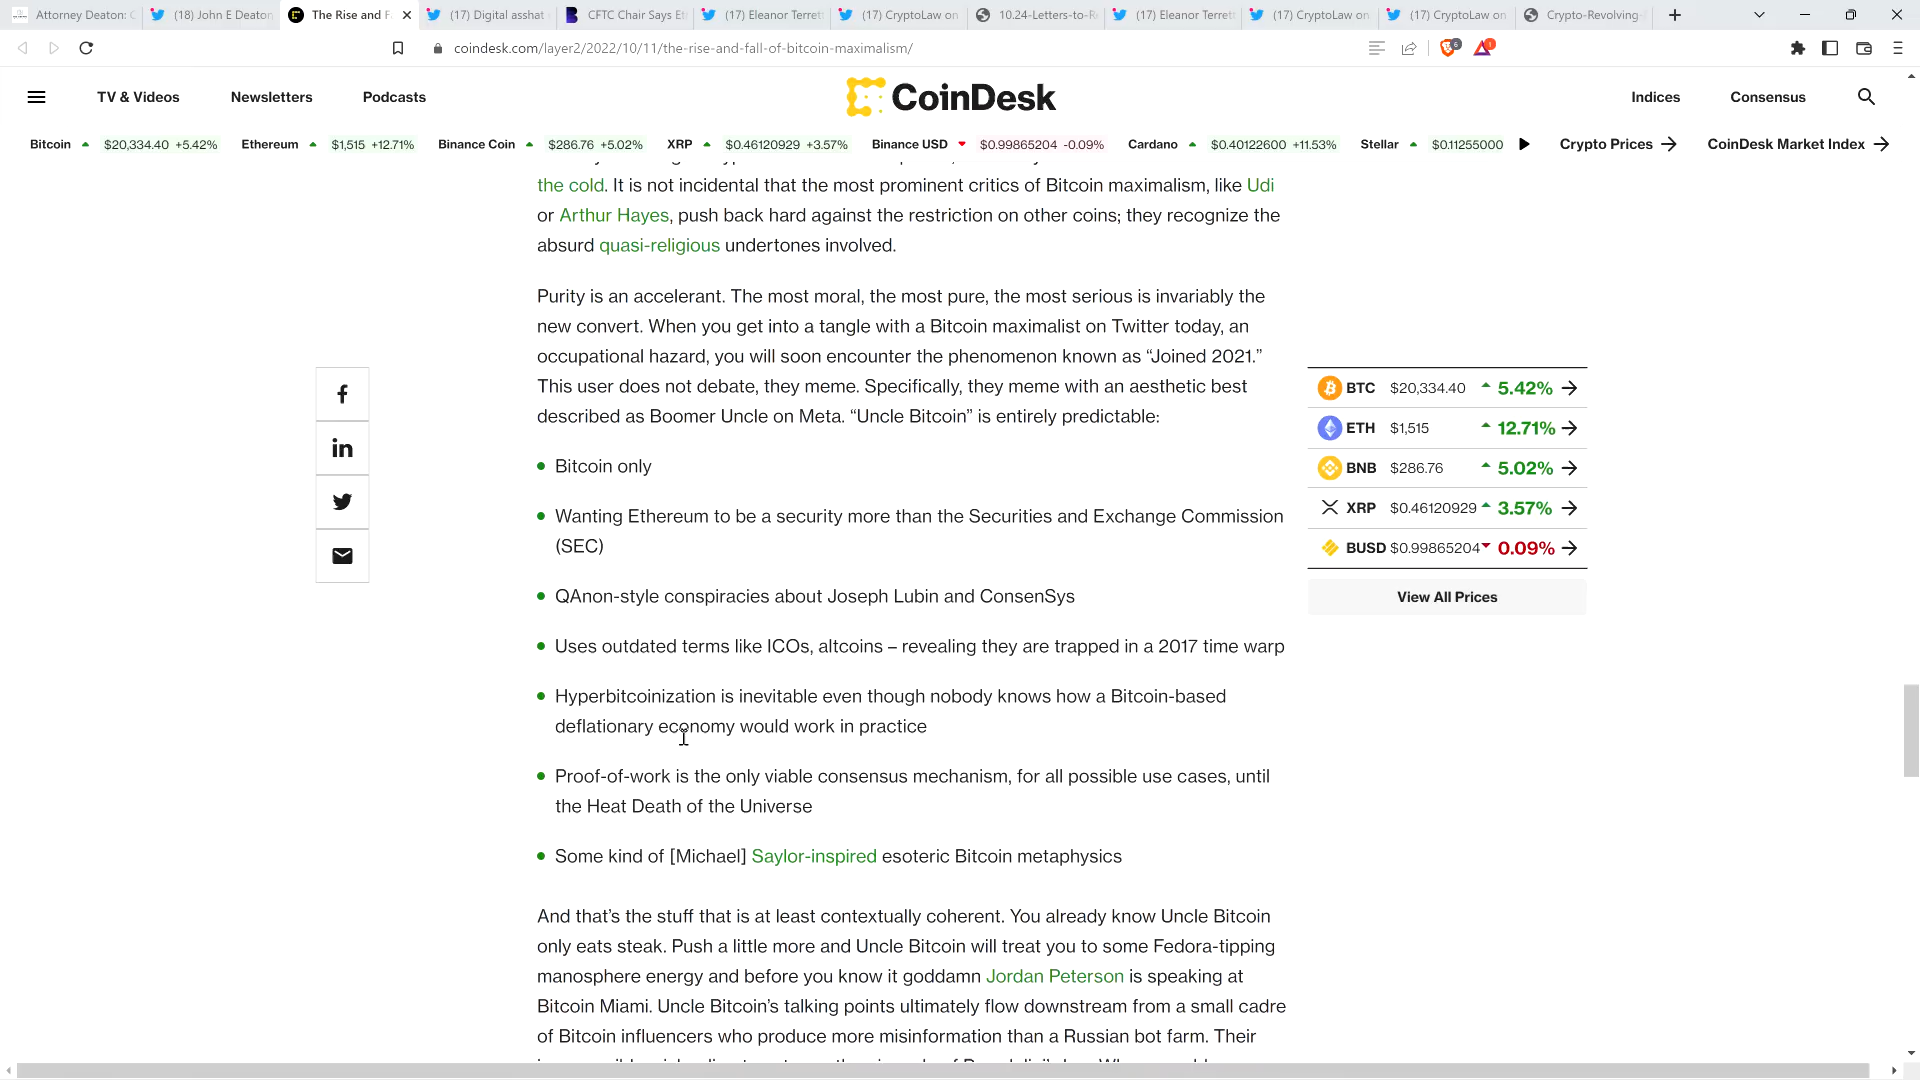 Attorney Deaton: C
(18) John E Deaton
The Rise and F
(17) Digital asshat
CFTC Chair Says Et
(17) Eleanor Terrett
(17) CryptoLaw on
10.24-Letters-to-R
(17) Eleanor Terrett
(17) CryptoLaw on
(17) CryptoLaw on
Crypto-Revolving-
coindesk.com/layer2/2022/10/11/the-rise-and-fall-of-bitcoin-maximalism/
TV & Videos Newsletters Podcasts CoinDesk Indices Consensus
Bitcoin $20,334.40 +5.42% Ethereum $1,515 +12.71% Binance Coin $286.76 +5.02% XRP $0.46120929 +3.57% Binance USD $0.99865204 -0.09% Cardano $0.40122600 +11.53% Stellar $0.11255000 Crypto Prices CoinDesk Market Index
the cold. It is not incidental that the most prominent critics of Bitcoin maximalism, like Udi
or Arthur Hayes, push back hard against the restriction on other coins; they recognize the
absurd quasi-religious undertones involved.
Purity is an accelerant. The most moral, the most pure, the most serious is invariably the
new convert. When you get into a tangle with a Bitcoin maximalist on Twitter today, an
occupational hazard, you will soon encounter the phenomenon known as “Joined 2021.”
This user does not debate, they meme. Specifically, they meme with an aesthetic best
described as Boomer Uncle on Meta. “Uncle Bitcoin” is entirely predictable:
Bitcoin only
Wanting Ethereum to be a security more than the Securities and Exchange Commission
(SEC)
QAnon-style conspiracies about Joseph Lubin and ConsenSys
Uses outdated terms like ICOs, altcoins – revealing they are trapped in a 2017 time warp
Hyperbitcoinization is inevitable even though nobody knows how a Bitcoin-based
deflationary economy would work in practice
Proof-of-work is the only viable consensus mechanism, for all possible use cases, until
the Heat Death of the Universe
Some kind of [Michael] Saylor-inspired esoteric Bitcoin metaphysics
And that’s the stuff that is at least contextually coherent. You already know Uncle Bitcoin
only eats steak. Push a little more and Uncle Bitcoin will treat you to some Fedora-tipping
manosphere energy and before you know it goddamn Jordan Peterson is speaking at
Bitcoin Miami. Uncle Bitcoin’s talking points ultimately flow downstream from a small cadre
of Bitcoin influencers who produce more misinformation than a Russian bot farm. Their
BTC $20,334.40 5.42%
ETH $1,515 12.71%
BNB $286.76 5.02%
XRP $0.46120929 3.57%
BUSD $0.99865204 0.09%
View All Prices